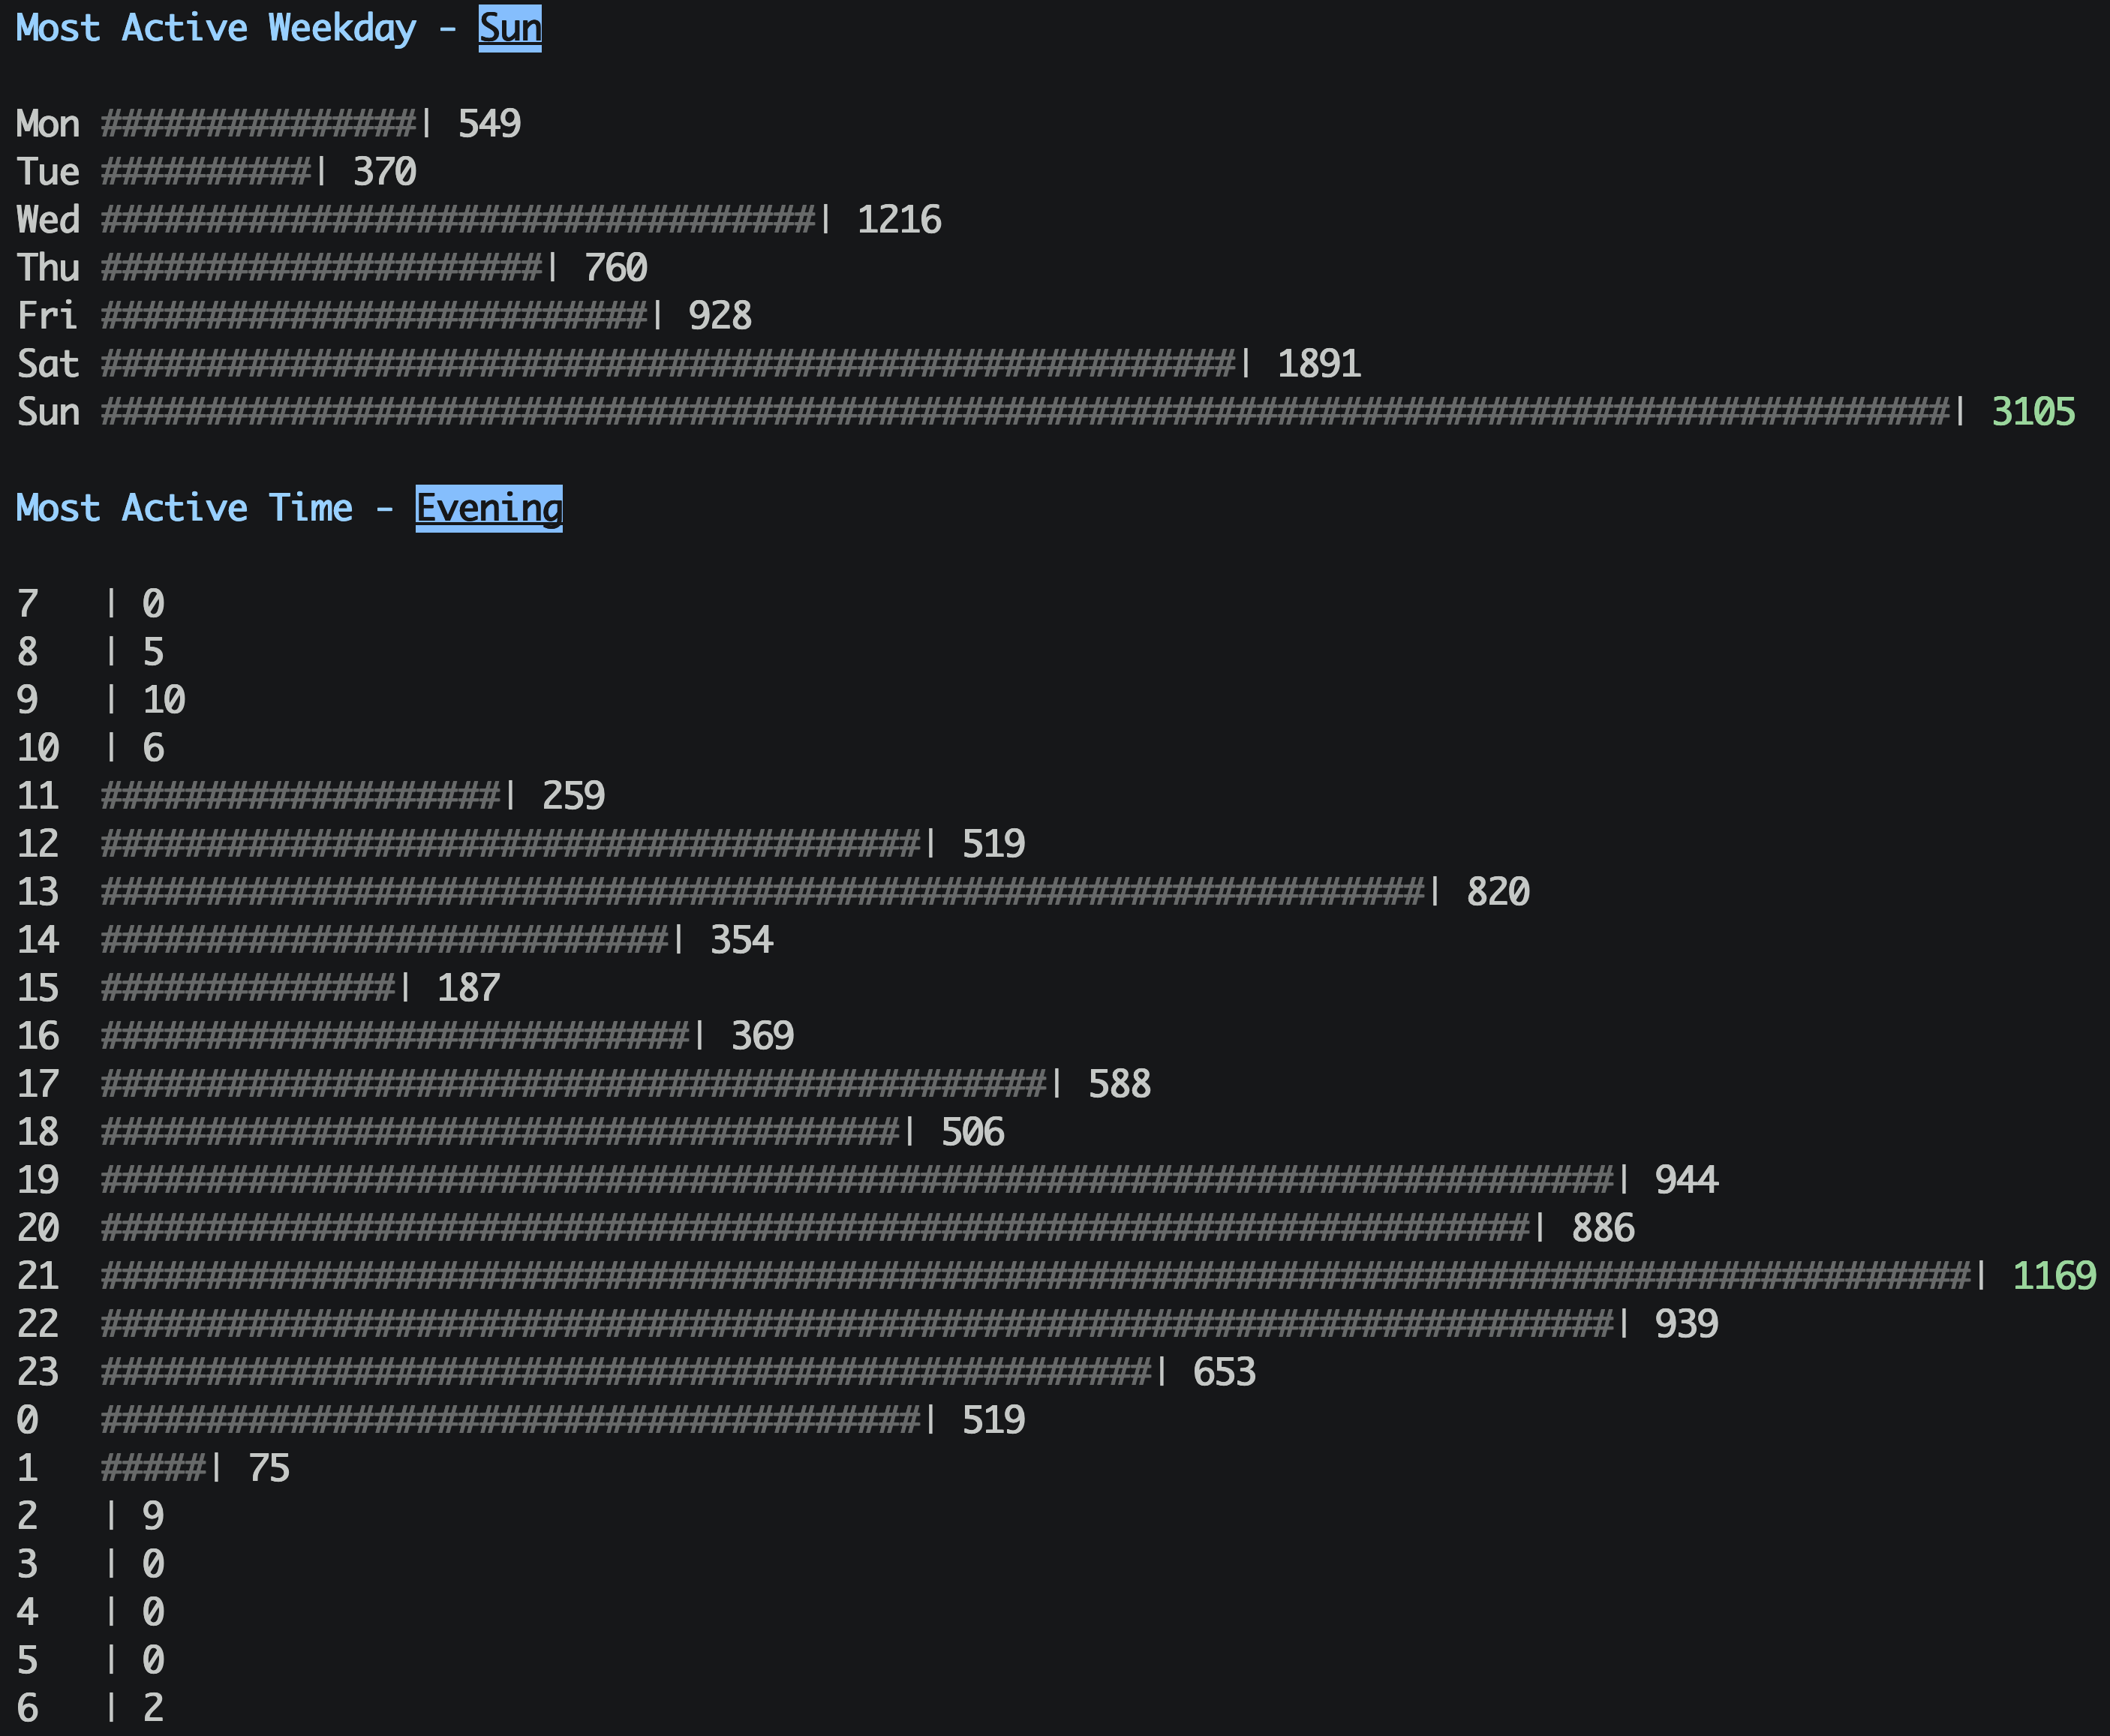 Most Active Weekday - Sun
Mon ###############| 549
Tue ##########| 370
Wed ##################################| 1216
Thu #####################| 760
Fri ##########################| 928
Sat ######################################################| 1891
Sun ########################################################################################| 3105
Most Active Time - Evening
7 | 0
8 | 5
9 | 10
10 | 6
11 ###################| 259
12 #######################################| 519
13 ###############################################################| 820
14 ###########################| 354
15 ##############| 187
16 ############################| 369
17 #############################################| 588
18 ######################################| 506
19 ########################################################################| 944
20 ####################################################################| 886
21 #########################################################################################| 1169
22 ########################################################################| 939
23 ##################################################| 653
0 #######################################| 519
1 #####| 75
2 | 9
3 | 0
4 | 0
5 | 0
6 | 2